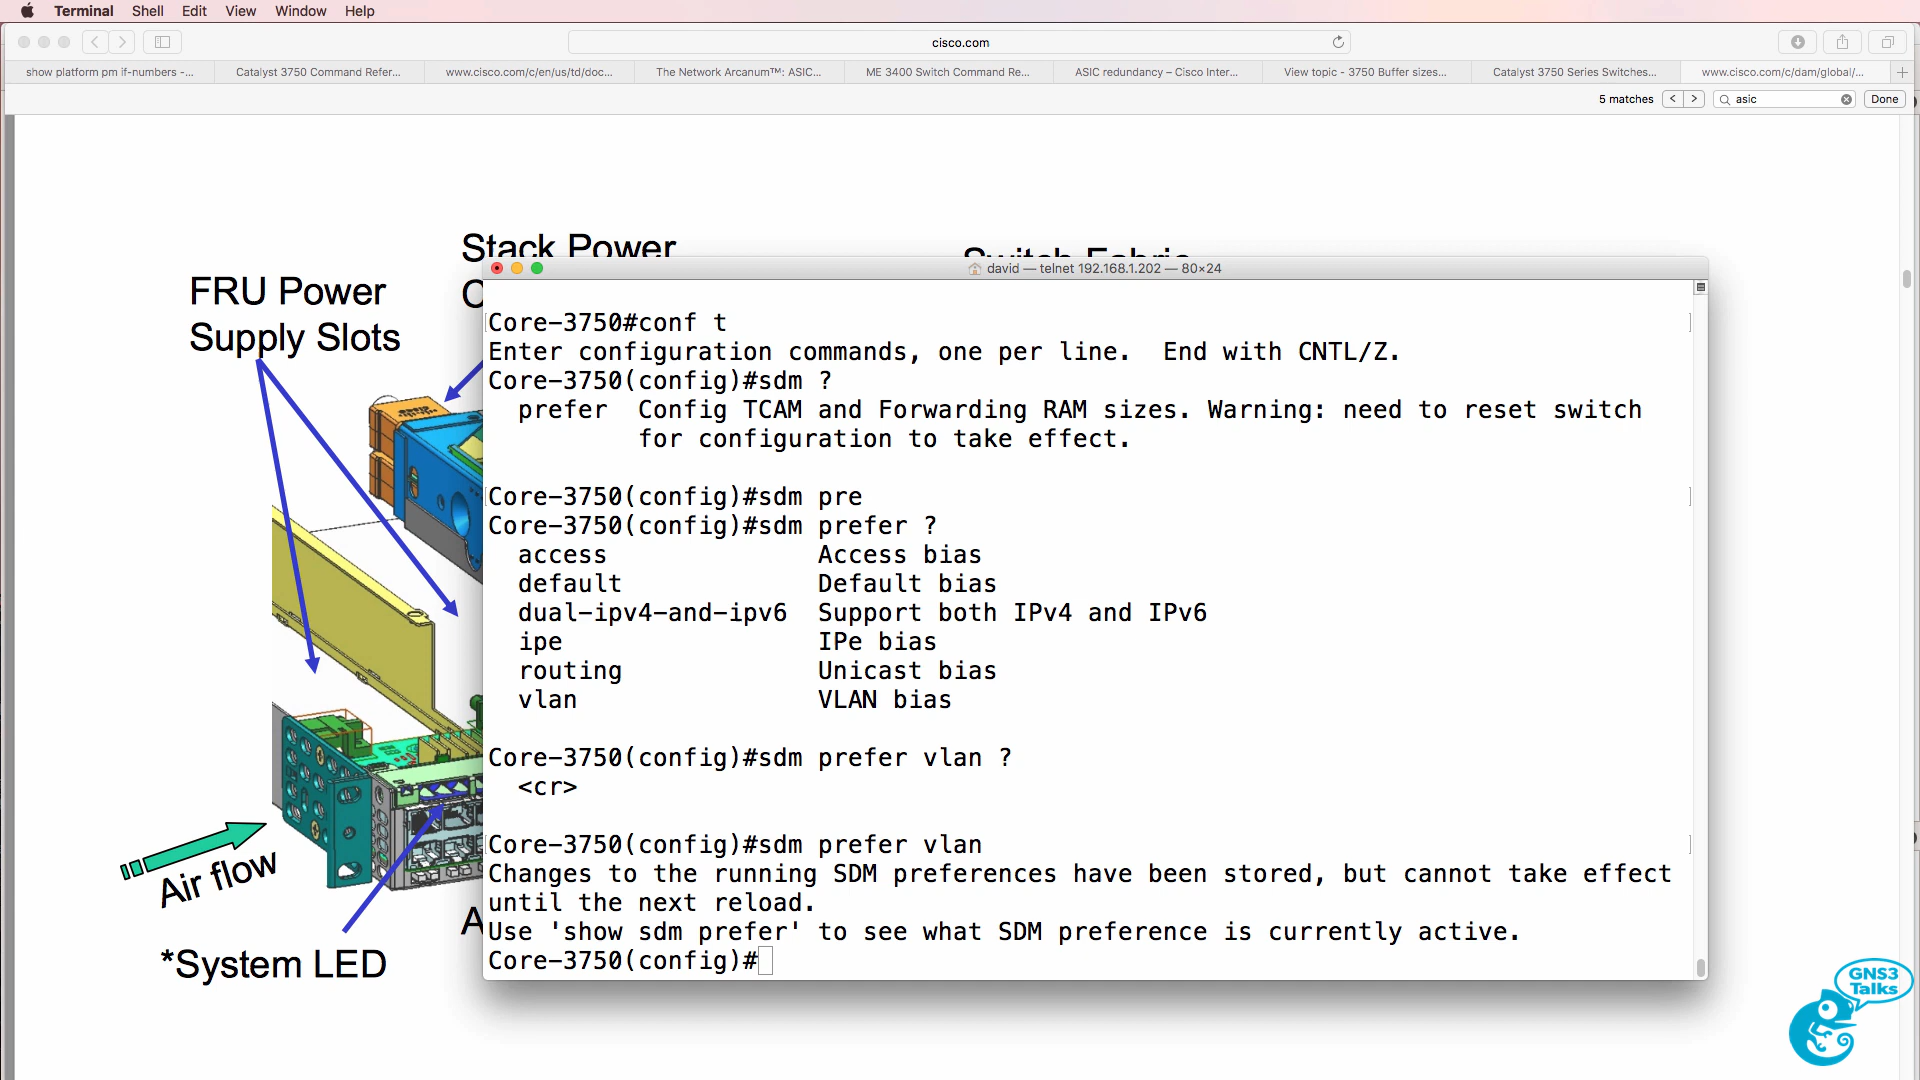 Terminal Shell Edit View Window Help
cisco.com
show platform pm if-numbers -... Catalyst 3750 Command Refer... www.cisco.com/c/en/us/td/doc... The Network Arcanum™: ASIC... ME 3400 Switch Command Re... ASIC redundancy – Cisco Inter... View topic - 3750 Buffer sizes... Catalyst 3750 Series Switches... www.cisco.com/c/dam/global/...
5 matches asic Done
Stack Power
Switch Fabric
FRU Power
Supply Slots
C
david — telnet 192.168.1.202 — 80×24
Core-3750#conf t
Enter configuration commands, one per line.  End with CNTL/Z.
Core-3750(config)#sdm ?
  prefer  Config TCAM and Forwarding RAM sizes. Warning: need to reset switch
          for configuration to take effect.
Core-3750(config)#sdm pre
Core-3750(config)#sdm prefer ?
  access              Access bias
  default             Default bias
  dual-ipv4-and-ipv6  Support both IPv4 and IPv6
  ipe                 IPe bias
  routing             Unicast bias
  vlan                VLAN bias
Core-3750(config)#sdm prefer vlan ?
  <cr>
Core-3750(config)#sdm prefer vlan
Changes to the running SDM preferences have been stored, but cannot take effect
until the next reload.
Use 'show sdm prefer' to see what SDM preference is currently active.
Core-3750(config)#
Air flow
A
*System LED
GNS3
Talks